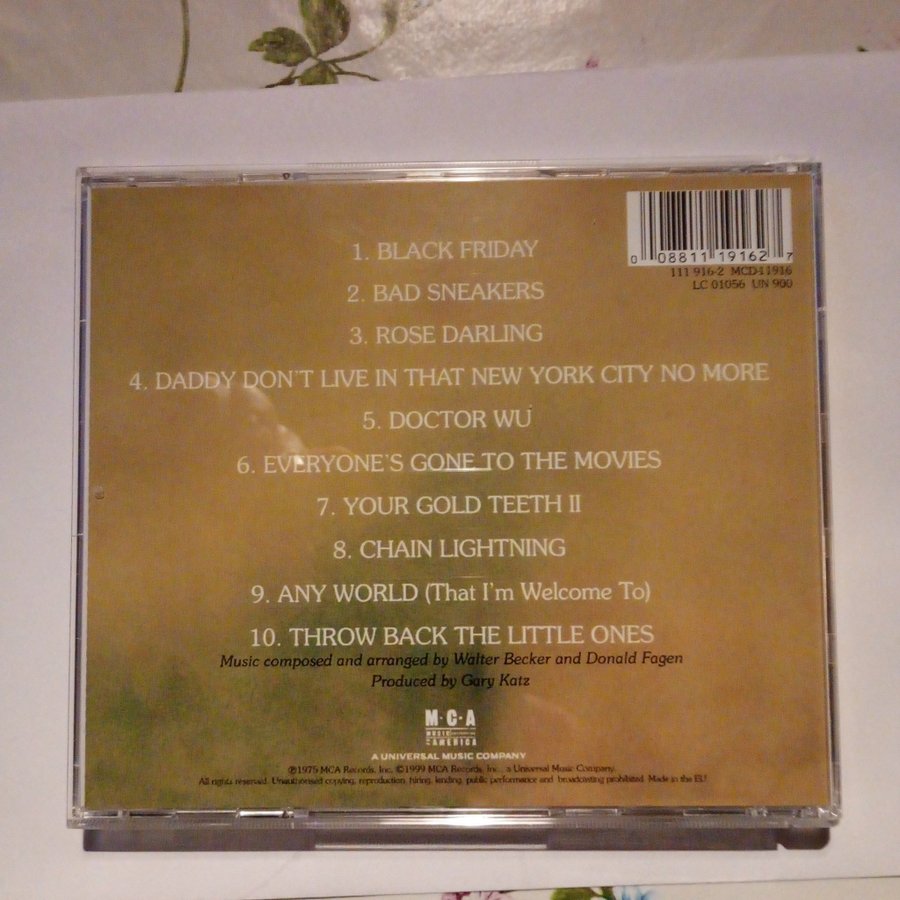 0 08811 19162 7
111 916-2 MCD-11916
LC 01056 UN 900
1. BLACK FRIDAY
2. BAD SNEAKERS
3. ROSE DARLING
4. DADDY DON'T LIVE IN THAT NEW YORK CITY NO MORE
5. DOCTOR WU
6. EVERYONE'S GONE TO THE MOVIES
7. YOUR GOLD TEETH II
8. CHAIN LIGHTNING
9. ANY WORLD (That I'm Welcome To)
10. THROW BACK THE LITTLE ONES
Music composed and arranged by Walter Becker and Donald Fagen
Produced by Gary Katz
M·C·A
MUSIC
AMERICA
A UNIVERSAL MUSIC COMPANY
℗1975 MCA Records, Inc. ©1999 MCA Records, Inc., a Universal Music Company.
All rights reserved. Unauthorised copying, reproduction, hiring, lending, public performance and broadcasting prohibited. Made in the EU.